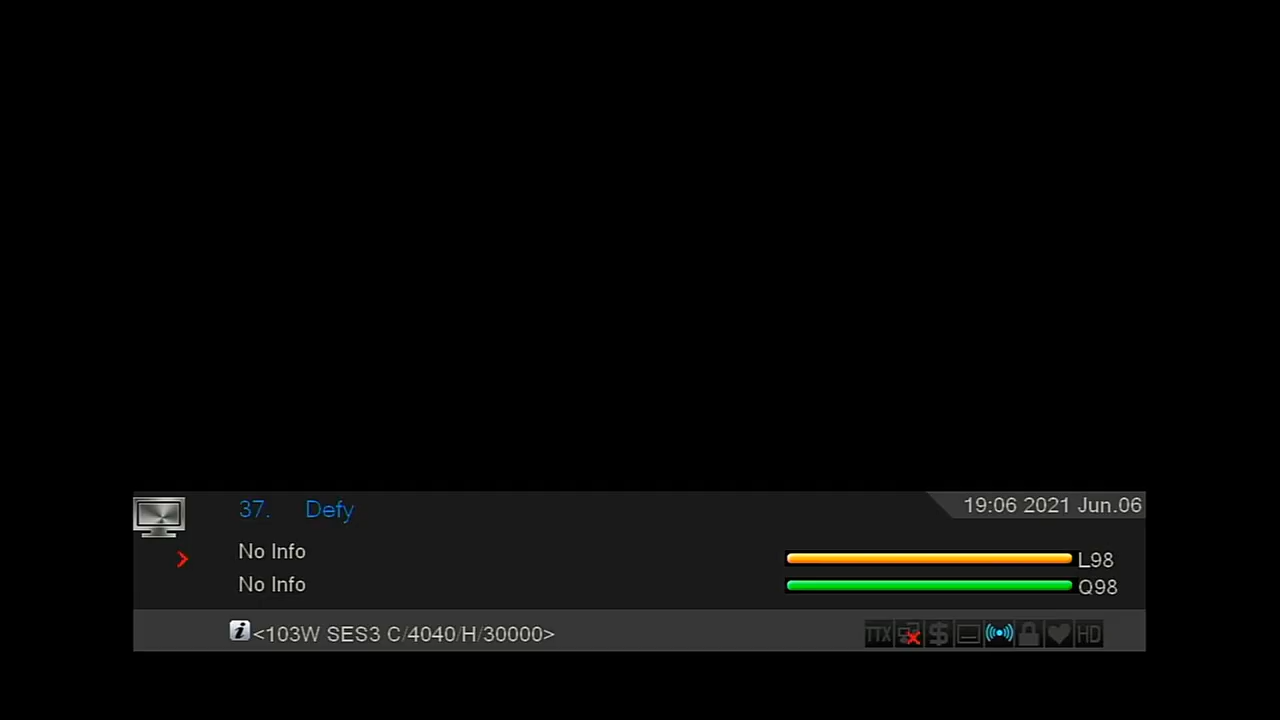 37. Defy
19:06 2021 Jun.06
No Info
L98
No Info
Q98
i <103W SES3 C/4040/H/30000>
TTX $ HD